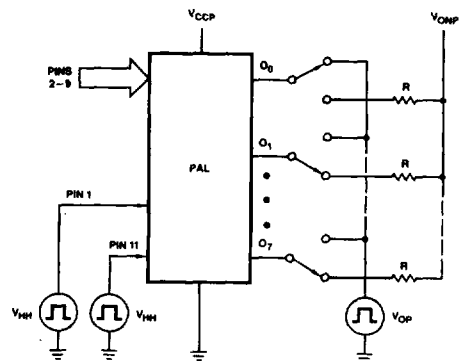 VCCP
VONP
PINS
2–9
O0
R
O1
PAL
R
PIN 1
PIN 11
O7
R
VHH
VHH
VOP